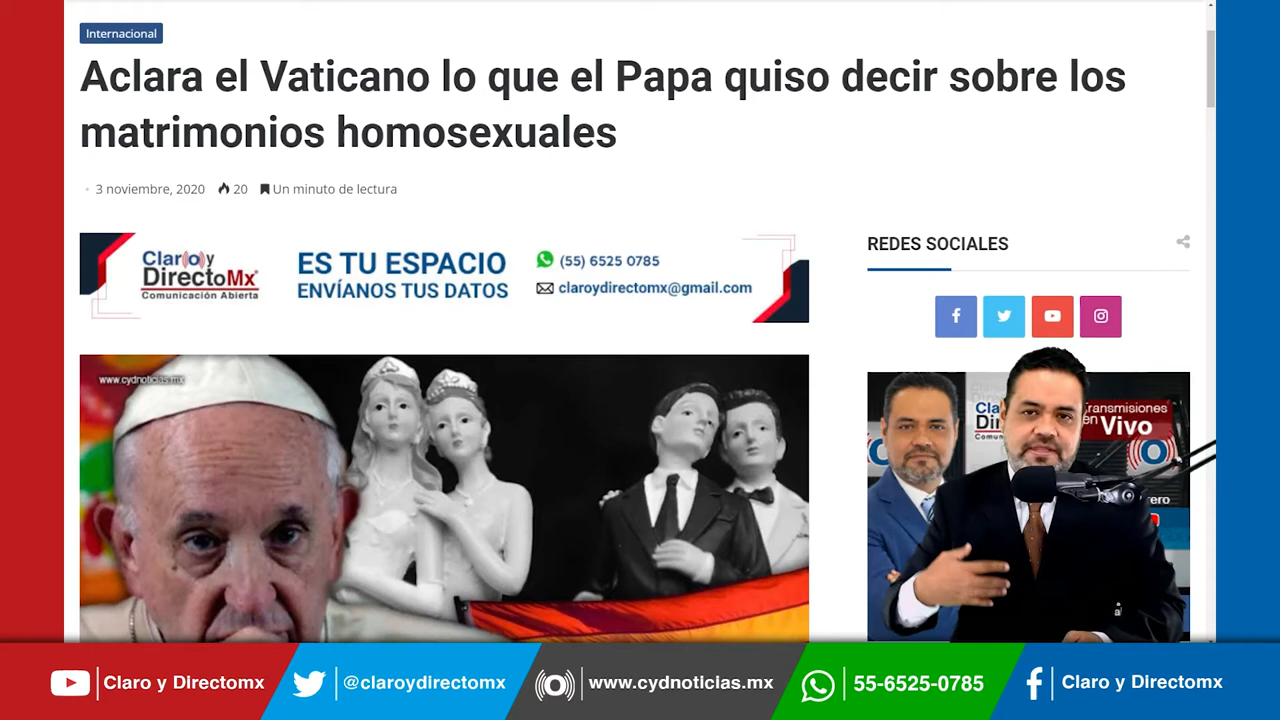 Internacional
Aclara el Vaticano lo que el Papa quiso decir sobre los
matrimonios homosexuales
3 noviembre, 2020 20 Un minuto de lectura
Claro y
DirectoMx
Comunicación Abierta
ES TU ESPACIO
ENVÍANOS TUS DATOS
(55) 6525 0785
claroydirectomx@gmail.com
REDES SOCIALES
www.cydnoticias.mx
Transmisiones
en Vivo
Claro y Directomx
@claroydirectomx
www.cydnoticias.mx
55-6525-0785
Claro y Directomx